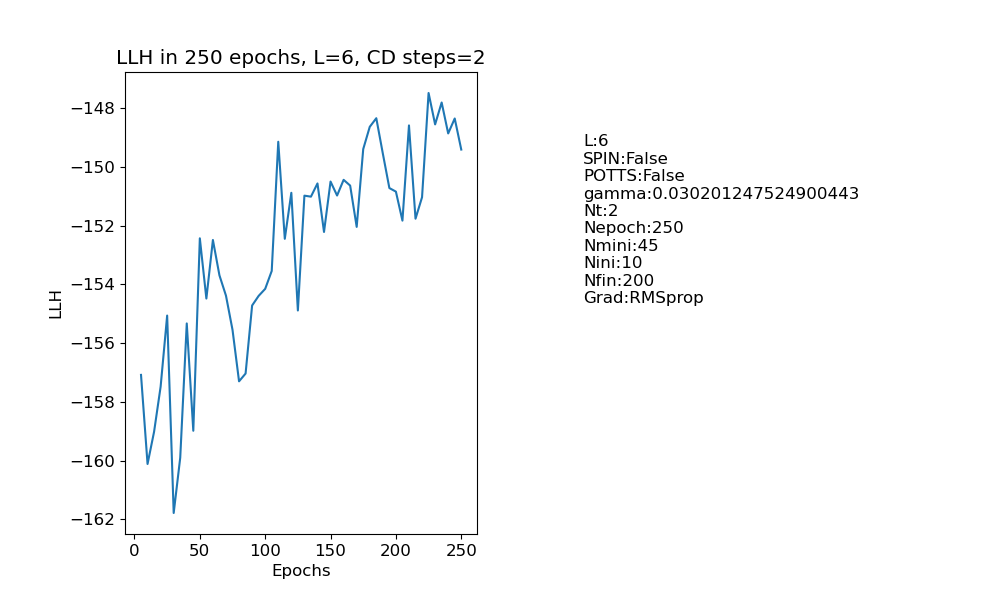 LLH in 250 epochs, L=6, CD steps=2
LLH
−148
−150
−152
−154
−156
−158
−160
−162
0 50 100 150 200 250
Epochs
L:6
SPIN:False
POTTS:False
gamma:0.030201247524900443
Nt:2
Nepoch:250
Nmini:45
Nini:10
Nfin:200
Grad:RMSprop